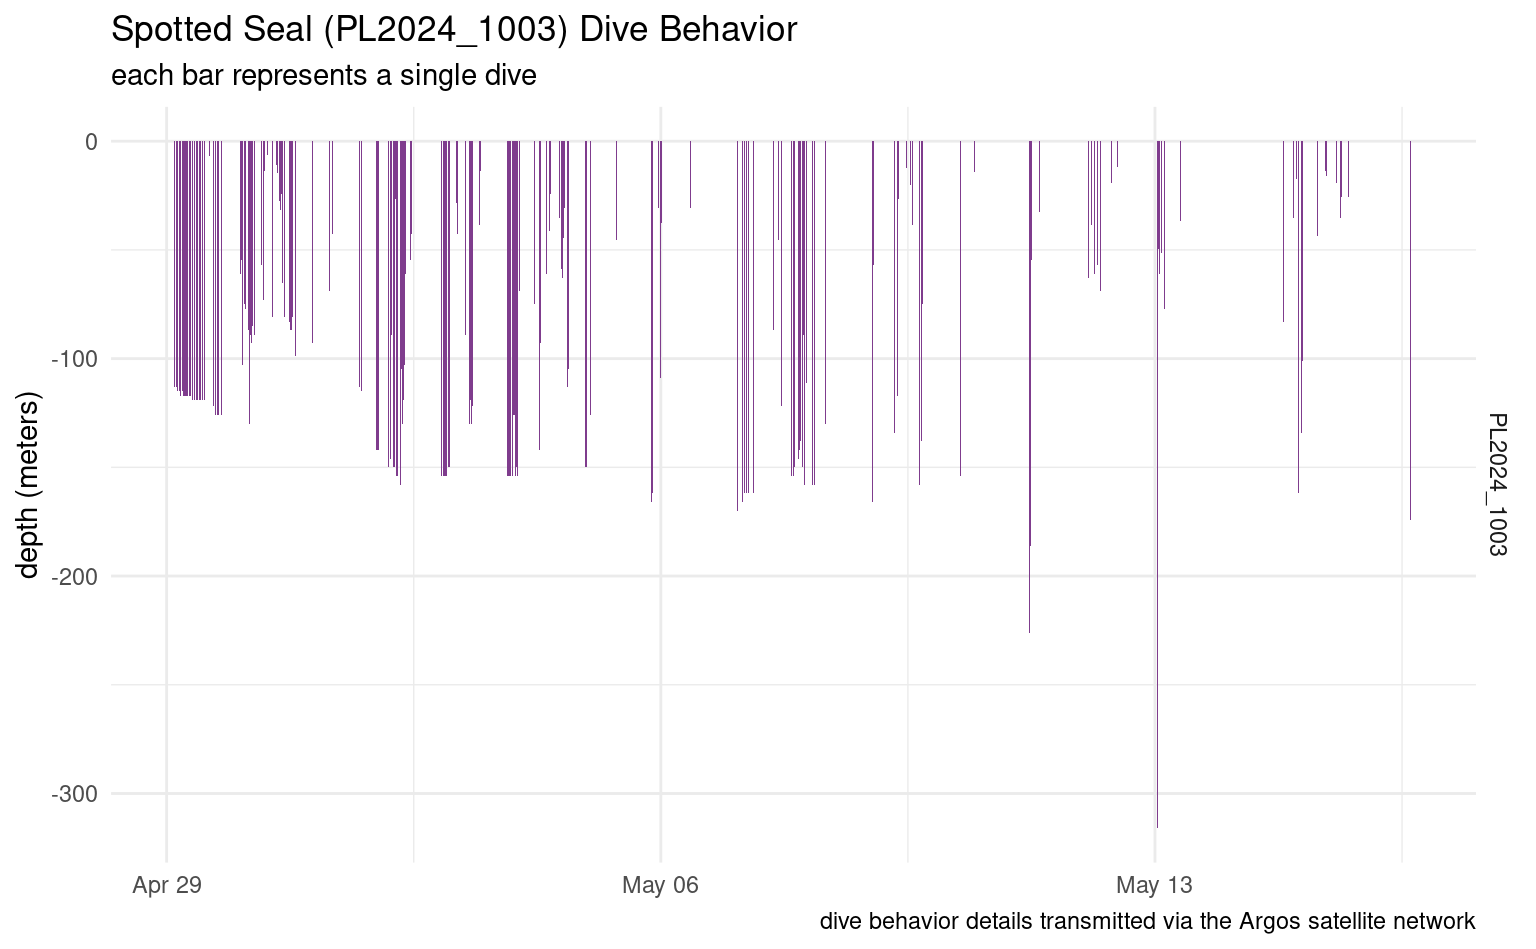 Spotted Seal (PL2024_1003) Dive Behavior
each bar represents a single dive
0
-100
-200
-300
depth (meters)
PL2024_1003
Apr 29
May 06
May 13
dive behavior details transmitted via the Argos satellite network